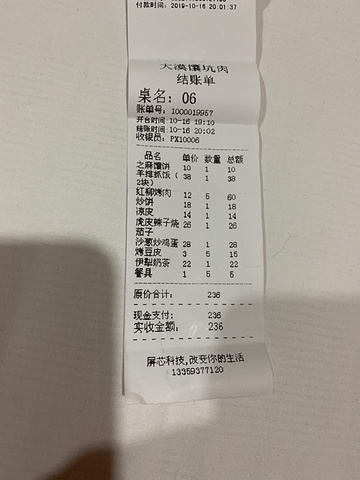 付款时间: 2019-10-16 20:01:37
大漠馕坑肉
结账单
桌名: 06
账单号: 1000019957
开台时间 10-16 19:10
结账时间 10-16 20:02
收银员: PX10006
品名 单价 数量 总额
芝麻馕饼 10 1 10
羊排抓饭( 38 1 38
2块)
红柳烤肉 12 5 60
炒饼 18 1 18
凉皮 14 1 14
虎皮辣子烧 26 1 26
茄子
沙葱炒鸡蛋 28 1 28
烤豆皮 3 5 15
伊犁奶茶 22 1 22
餐具 1 5 5
原价合计: 236
现金支付: 236
实收金额: 236
屏芯科技,改变你的生活
13359377120